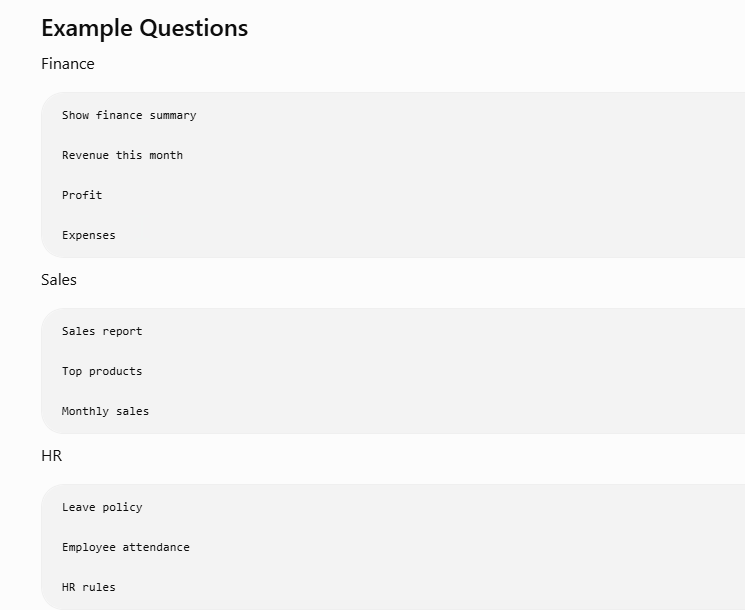 Example Questions
Finance
Show finance summary
Revenue this month
Profit
Expenses
Sales
Sales report
Top products
Monthly sales
HR
Leave policy
Employee attendance
HR rules